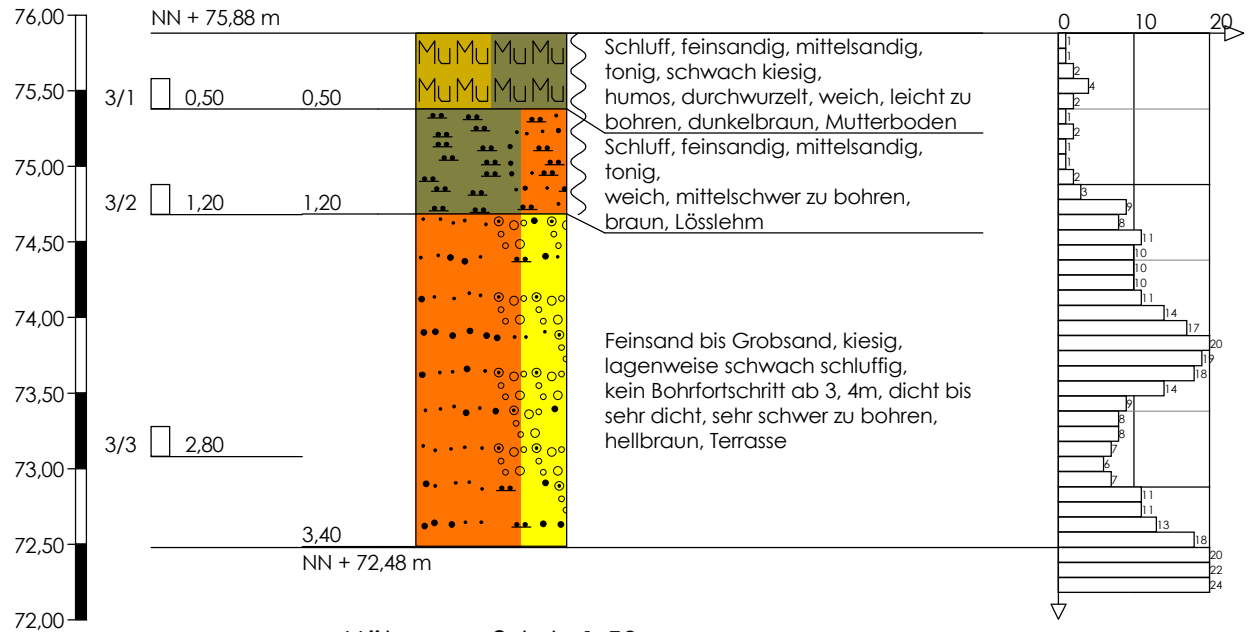 76,00
75,50
75,00
74,50
74,00
73,50
73,00
72,50
72,00
NN + 75,88 m
3/1 0,50 0,50
3/2 1,20 1,20
3/3 2,80
3,40
NN + 72,48 m
Mu Mu Mu Mu
Mu Mu Mu Mu
Schluff, feinsandig, mittelsandig,
tonig, schwach kiesig,
humos, durchwurzelt, weich, leicht zu
bohren, dunkelbraun, Mutterboden
Schluff, feinsandig, mittelsandig,
tonig,
weich, mittelschwer zu bohren,
braun, Lösslehm
Feinsand bis Grobsand, kiesig,
lagenweise schwach schluffig,
kein Bohrfortschritt ab 3, 4m, dicht bis
sehr dicht, sehr schwer zu bohren,
hellbraun, Terrasse
0 10 20
1
1
2
4
2
1
2
1
1
2
3
9
8
11
10
10
10
11
14
17
20
19
18
14
9
8
8
7
6
7
11
11
13
18
20
22
24